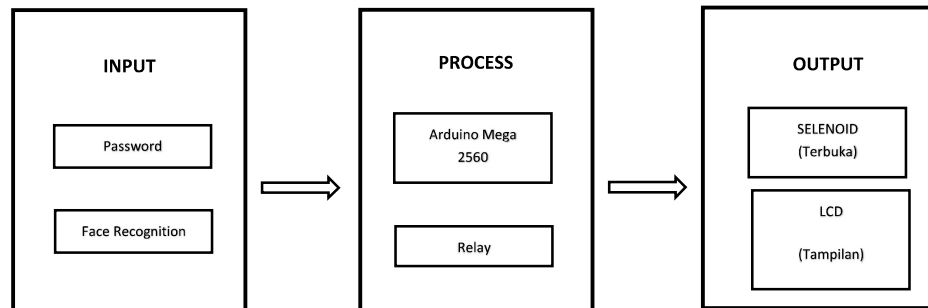 INPUT
Password
Face Recognition
PROCESS
Arduino Mega
2560
Relay
OUTPUT
SELENOID
(Terbuka)
LCD
(Tampilan)